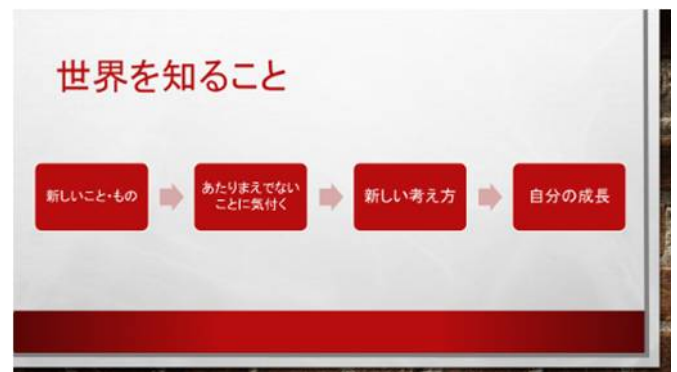 世界を知ること
新しいこと・もの
あたりまえでない
ことに気付く
新しい考え方
自分の成長